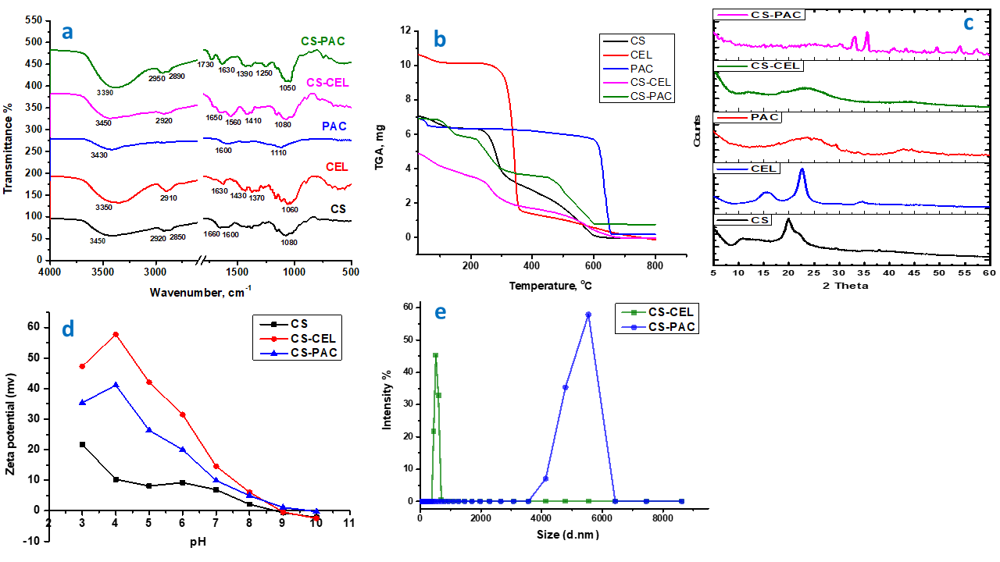 a
550
500
450
400
350
300
250
200
150
100
50
0
Transmittance %
CS-PAC
3390
2950
2890
1730
1630
1390
1250
1050
CS-CEL
3450
2920
1650
1560
1410
1080
PAC
3430
1600
1110
CEL
3350
2910
1630
1430
1370
1060
CS
3450
2920
2850
1660
1600
1080
4000 3500 3000 1500 1000 500
Wavenumber, cm-1
b
12
10
8
6
4
2
0
TGA, mg
CS
CEL
PAC
CS-CEL
CS-PAC
200 400 600 800
Temperature, oC
c
CS-PAC
CS-CEL
PAC
CEL
CS
Counts
5 10 15 20 25 30 35 40 45 50 55 60
2 Theta
d
60
50
40
30
20
10
0
-10
Zeta potential (mv)
CS
CS-CEL
CS-PAC
2 3 4 5 6 7 8 9 10 11
pH
e
60
50
40
30
20
10
0
Intensity %
CS-CEL
CS-PAC
0 2000 4000 6000 8000
Size (d.nm)